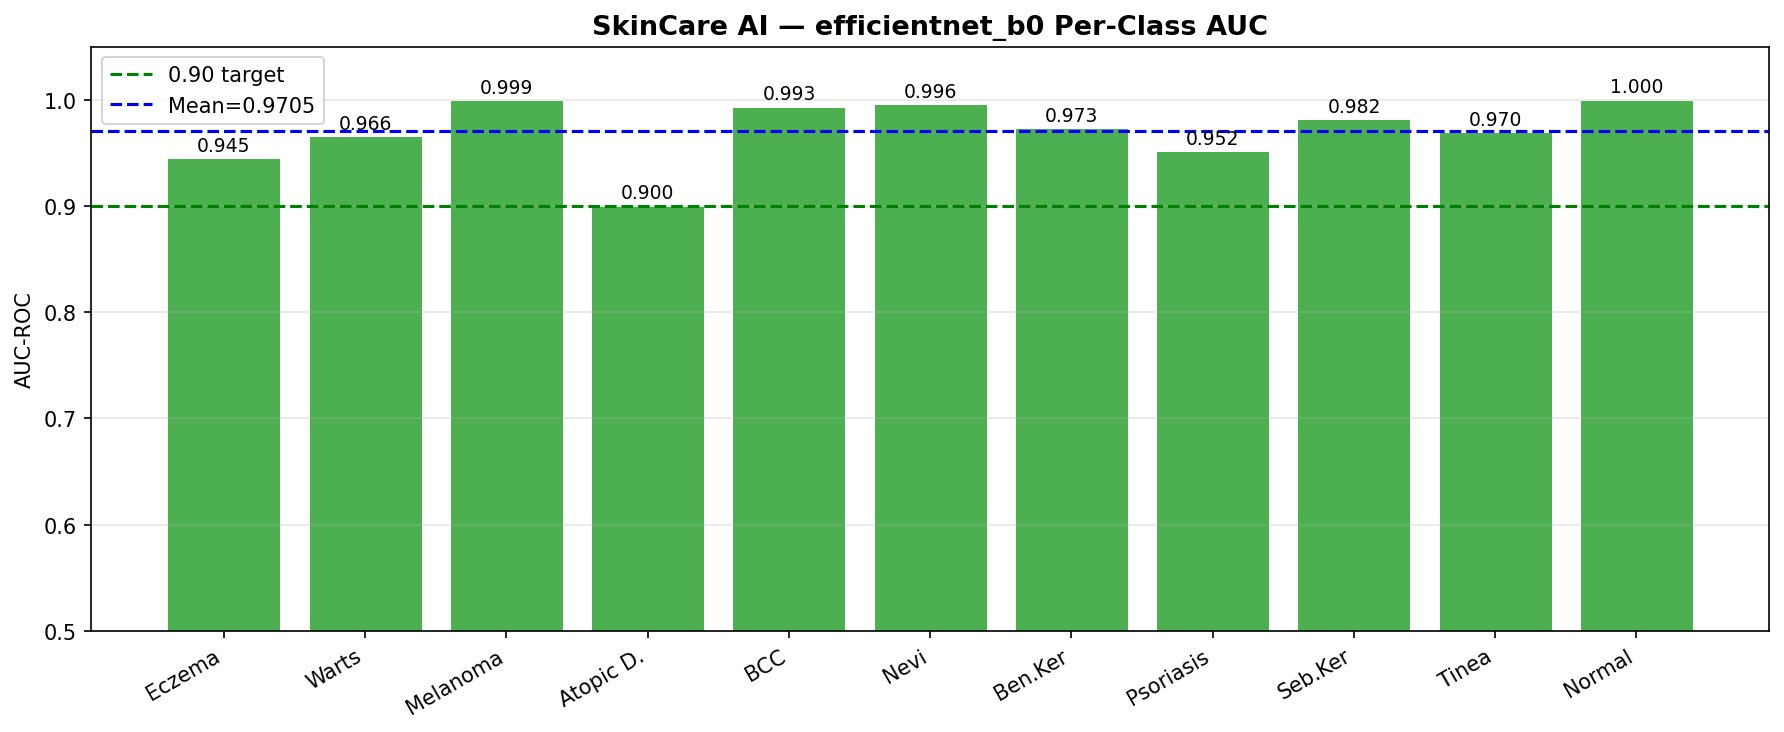 SkinCare AI — efficientnet_b0 Per-Class AUC
0.90 target
Mean=0.9705
AUC-ROC
1.0
0.9
0.8
0.7
0.6
0.5
0.945
0.966
0.999
0.900
0.993
0.996
0.973
0.952
0.982
0.970
1.000
Eczema
Warts
Melanoma
Atopic D.
BCC
Nevi
Ben.Ker
Psoriasis
Seb.Ker
Tinea
Normal